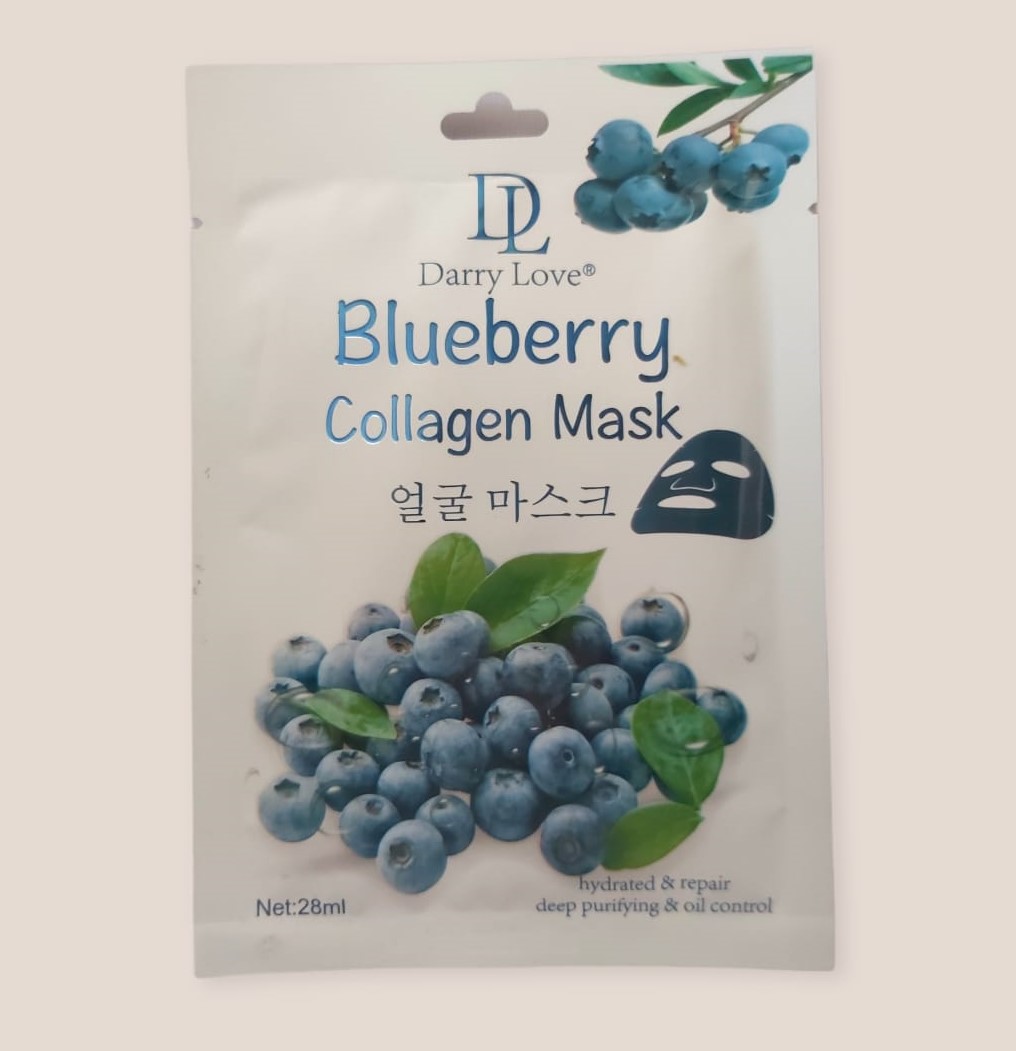 DL
Darry Love®
Blueberry
Collagen Mask
얼굴 마스크
hydrated & repair
deep purifying & oil control
Net:28ml